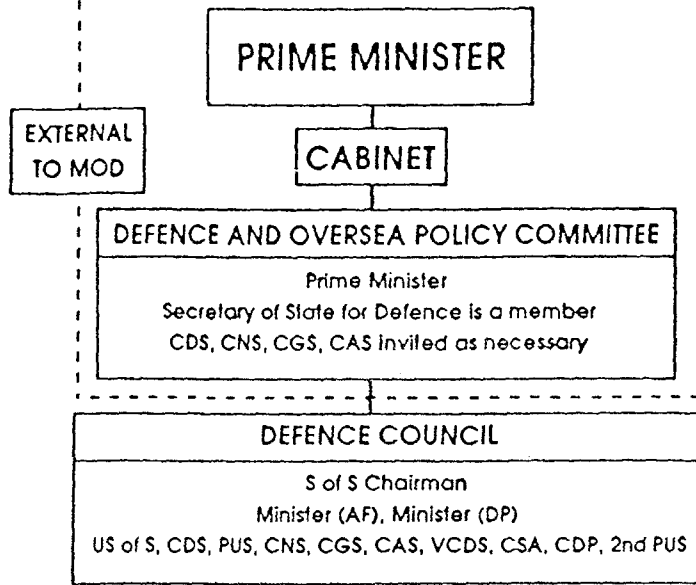 PRIME MINISTER
EXTERNAL
TO MOD
CABINET
DEFENCE AND OVERSEA POLICY COMMITTEE
Prime Minister
Secretary of State for Defence is a member
CDS, CNS, CGS, CAS invited as necessary
DEFENCE COUNCIL
S of S Chairman
Minister (AF), Minister (DP)
US of S, CDS, PUS, CNS, CGS, CAS, VCDS, CSA, CDP, 2nd PUS